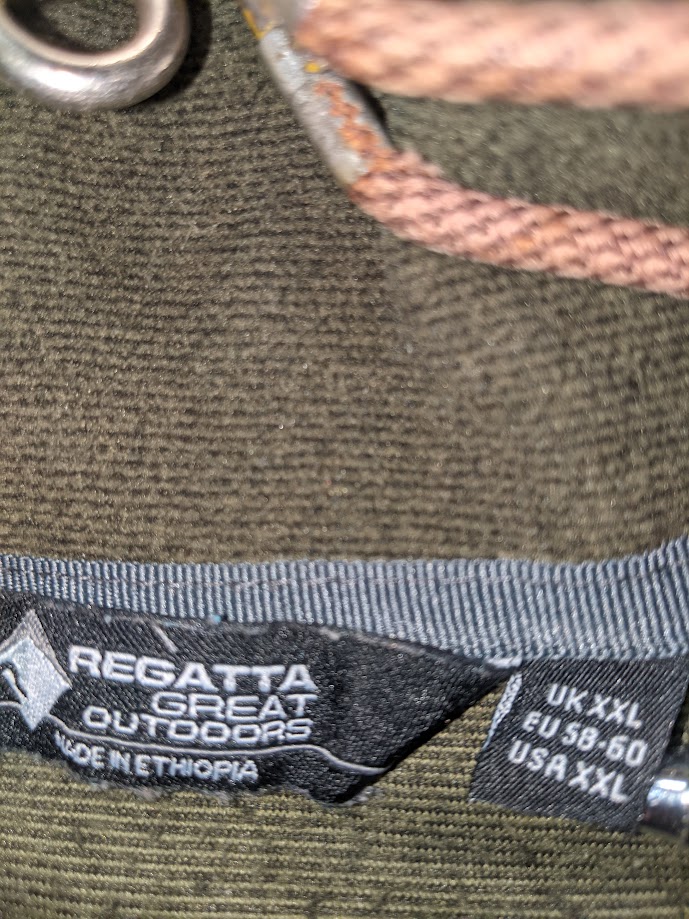 REGATTA
GREAT
OUTDOORS
MADE IN ETHIOPIA
UK XXL
EU 58-60
USA XXL